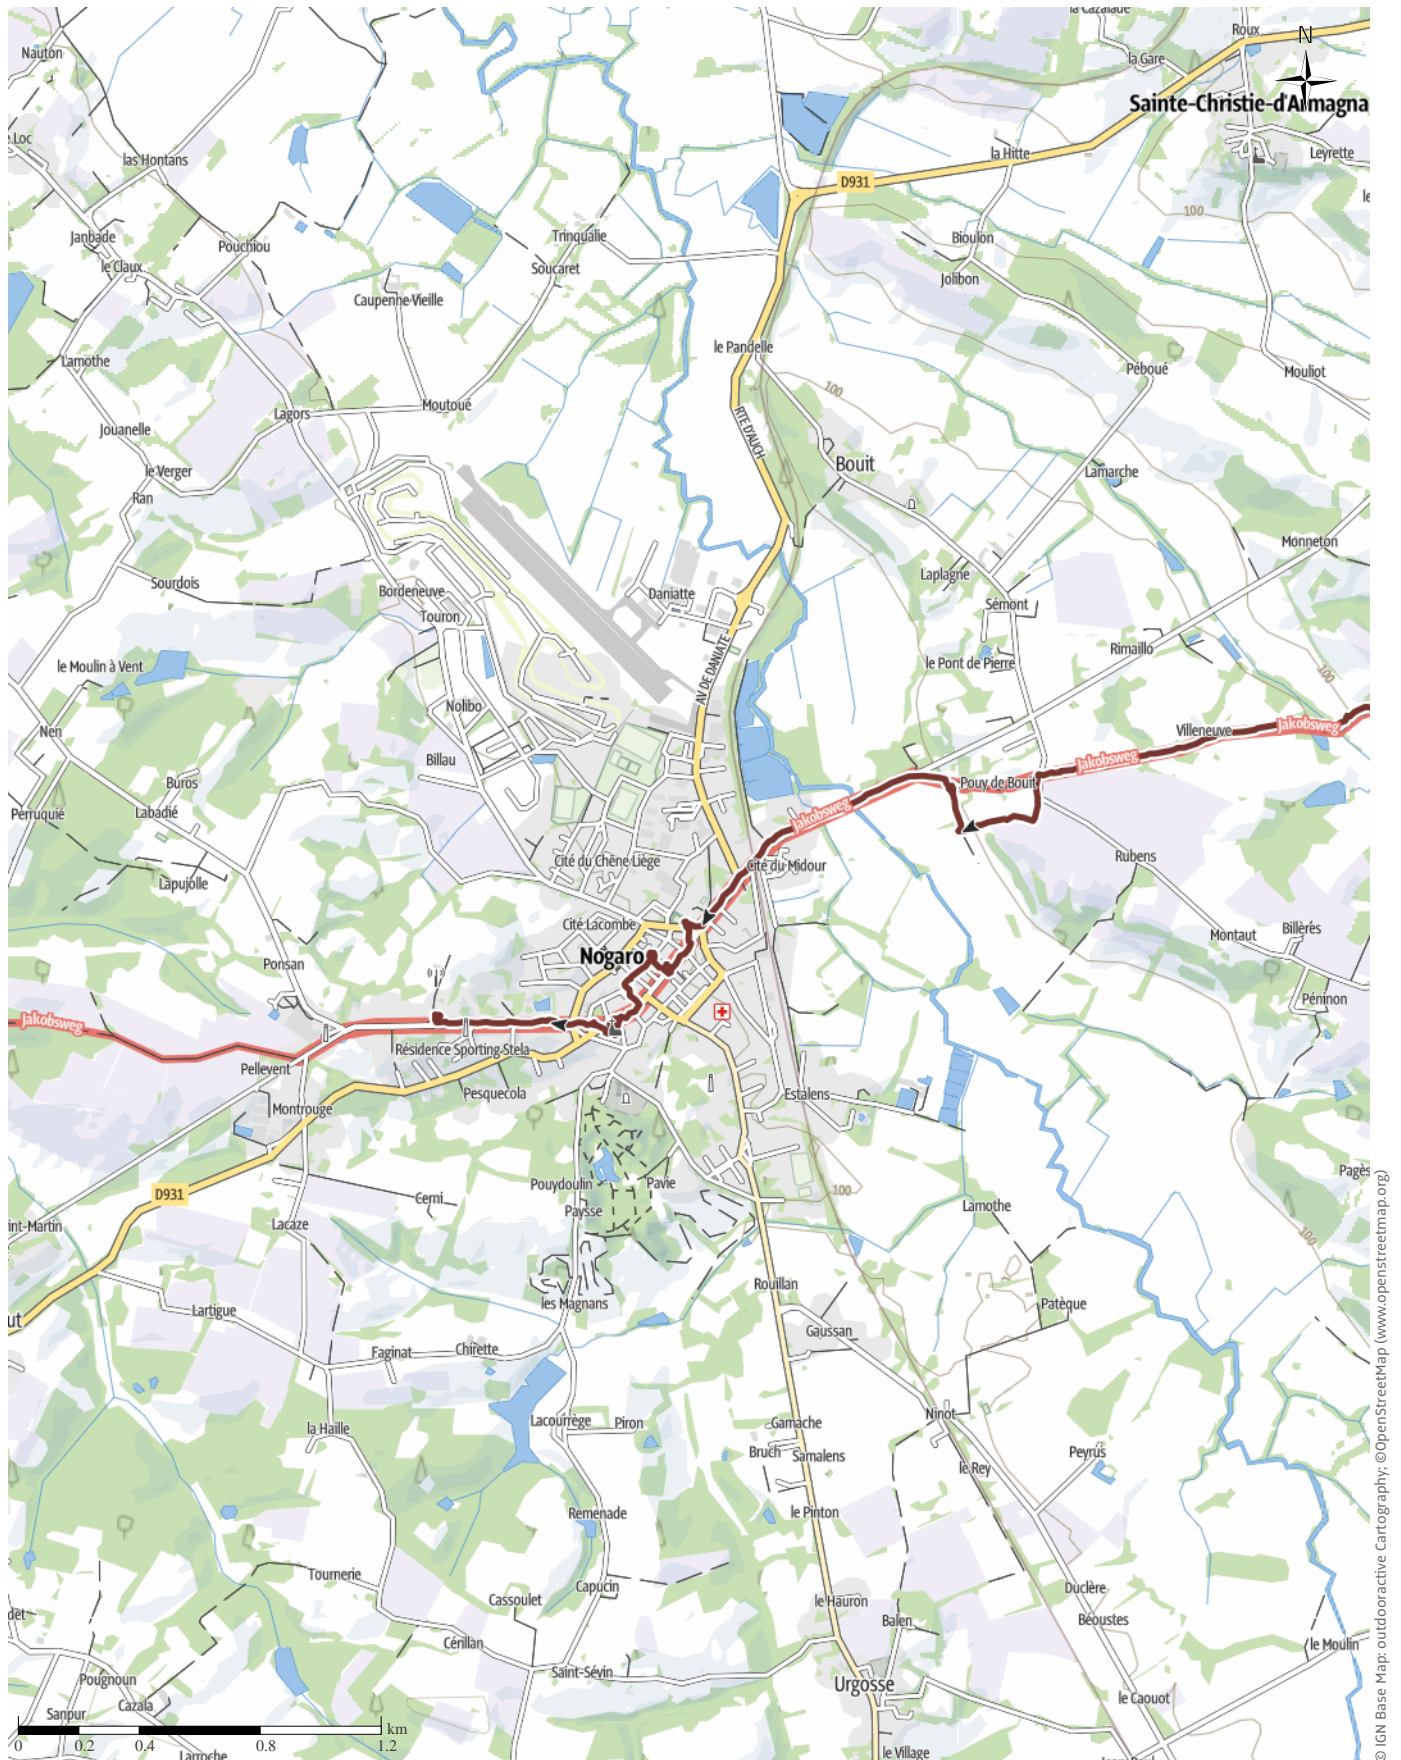 la Cazalade
Roux
N
Nauton
la Gare
Sainte-Christie-d'Armagna
Loc
las Hontans
la Hitte
Leyrette
D931
le
100
Janbade
Pouchiou
Trinqualie
Bioulon
le Claux
Soucaret
Jolibon
Caupenne-Vieille
le Pandelle
Lamothe
Péboué
Mouliot
100
Lagors
Moutoué
RTE D'AUCH
Jouanelle
Bouit
le Verger
Lamarche
Ran
Monneton
Laplagne
Sourdois
Bordeneuve
Daniatte
Sémont
Touron
Rimaillo
le Moulin à Vent
le Pont de Pierre
AV DE DANIATE
100
Nolibo
Nen
Villeneuve
Jakobsweg
Billau
Jakobsweg
Buros
Pouy de Bouit
Perruquié
Labadié
Jakobsweg
Cité du Chêne Liège
Cité du Midour
Rubens
Lapujolle
Cité Lacombe
Billères
Montaut
Nogaro
Ponsan
Péninon
Jakobsweg
Résidence Sporting-Stela
Pellevent
Pesquecola
Estalens
Montrouge
Pagès
Pouydoulin
Pavie
D931
100
Cerni
Paysse
Lamothe
int-Martin
Lacaze
100
Rouillan
Lartigue
les Magnans
Patèque
ut
Gaussan
Faginat
Chirette
la Haille
Lacourrège
Piron
Gamache
Ninot
Bruch
Samalens
Peyrus
le Rey
Remenade
le Pinton
Tournerie
Capucin
Duclère
Cassoulet
le Hauron
Balen
Béoustes
det
Cérillan
le Moulin
Saint-Sévin
Pougnoun
Urgosse
Cazala
le Caouot
Sanpur
km
0 0.2 0.4 0.8 1.2
Larroche
le Village
© IGN Base Map: outdooractive Cartography; ©OpenStreetMap (www.openstreetmap.org)